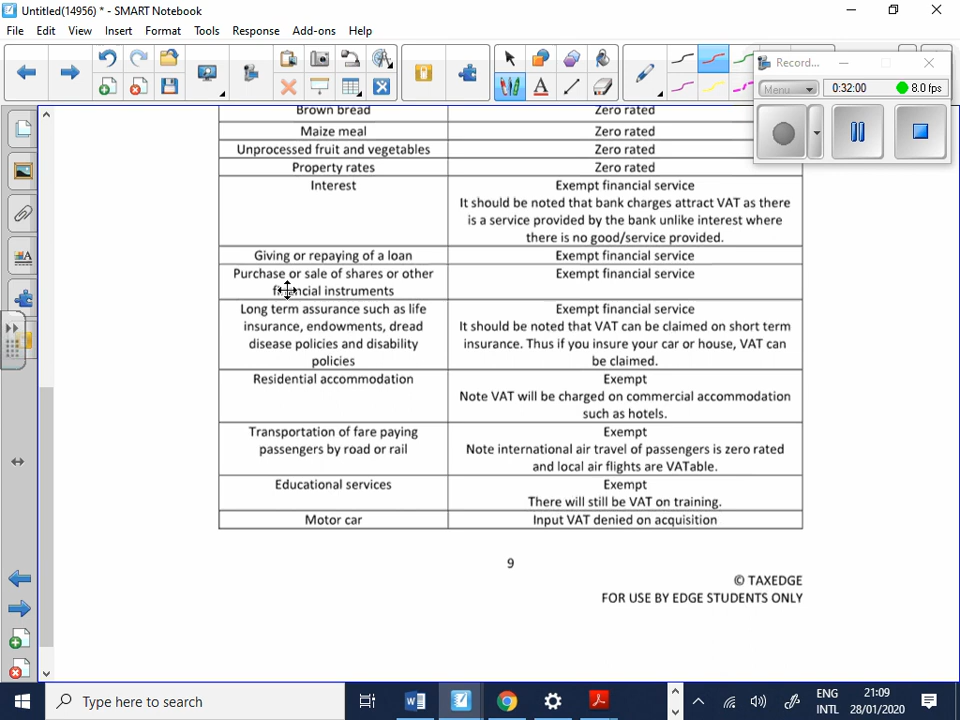 Untitled(14956) * - SMART Notebook
File Edit View Insert Format Tools Response Add-ons Help
Record...
Menu 0:32:00 8.0 fps
Brown bread Zero rated
Maize meal Zero rated
Unprocessed fruit and vegetables Zero rated
Property rates Zero rated
Interest Exempt financial service
It should be noted that bank charges attract VAT as there
is a service provided by the bank unlike interest where
there is no good/service provided.
Giving or repaying of a loan Exempt financial service
Purchase or sale of shares or other Exempt financial service
financial instruments
Long term assurance such as life Exempt financial service
insurance, endowments, dread It should be noted that VAT can be claimed on short term
disease policies and disability insurance. Thus if you insure your car or house, VAT can
policies be claimed.
Residential accommodation Exempt
Note VAT will be charged on commercial accommodation
such as hotels.
Transportation of fare paying Exempt
passengers by road or rail Note international air travel of passengers is zero rated
and local air flights are VATable.
Educational services Exempt
There will still be VAT on training.
Motor car Input VAT denied on acquisition
9
© TAXEDGE
FOR USE BY EDGE STUDENTS ONLY
Type here to search
ENG 21:09
INTL 28/01/2020